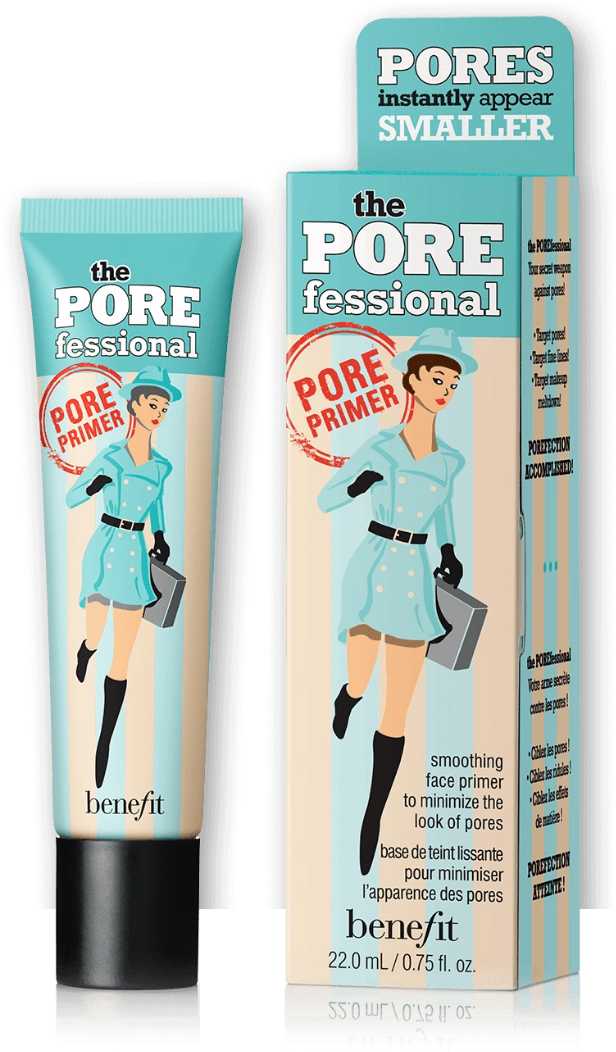 PORES
instantly appear
SMALLER
the
PORE
fessional
PORE
PRIMER
benefit
the
PORE
fessional
PORE
PRIMER
smoothing
face primer
to minimize the
look of pores
base de teint lissante
pour minimiser
l'apparence des pores
benefit
22.0 mL / 0.75 fl. oz.
the POREfessional
Your secret weapon
against pores!
• Target pores!
• Target fine lines!
• Target makeup
meltdown!
POREFECTION
ACCOMPLISHED!
the POREfessional
Votre arme secrète
contre les pores !
• Ciblez les pores !
• Ciblez les ridules !
• Ciblez les effets
de matière !
POREFECTION
ATTEINTE !